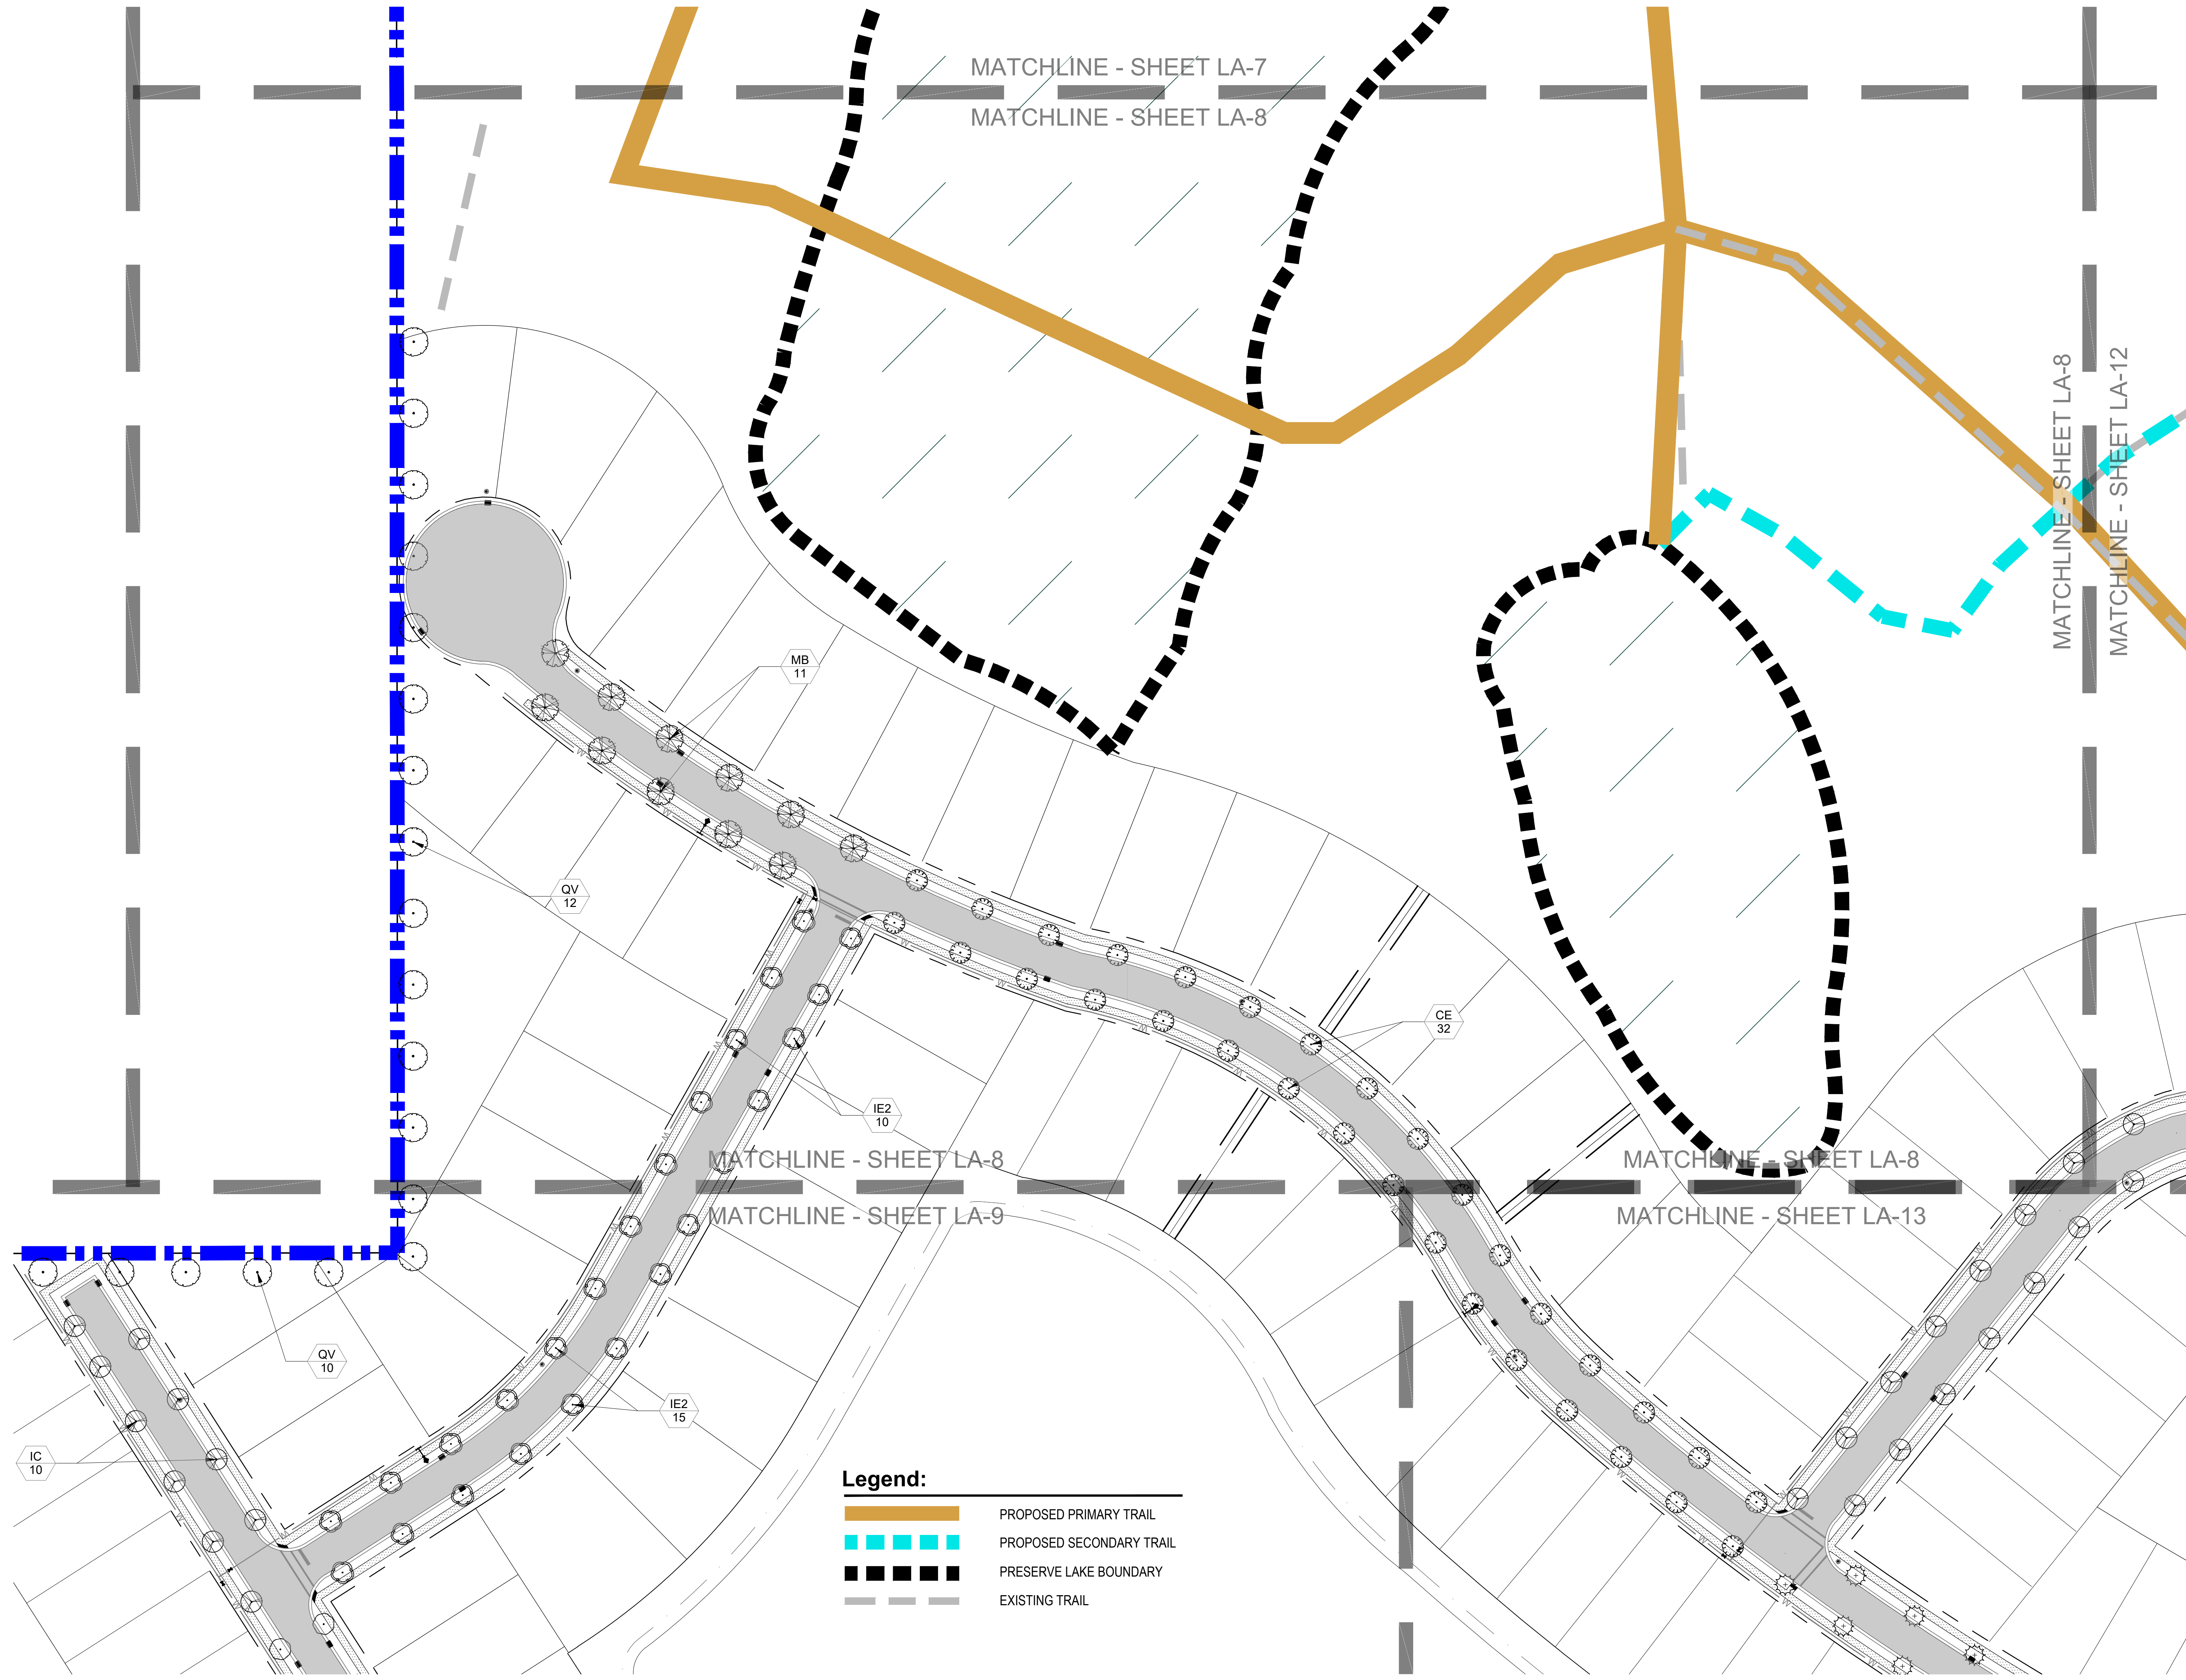 MATCHLINE - SHEET LA-7
MATCHLINE - SHEET LA-8
MATCHLINE - SHEET LA-8
MATCHLINE - SHEET LA-12
MB
11
QV
12
CE
32
IE2
10
MATCHLINE - SHEET LA-8
MATCHLINE - SHEET LA-9
MATCHLINE - SHEET LA-8
MATCHLINE - SHEET LA-13
QV
10
IE2
15
IC
10
Legend:
PROPOSED PRIMARY TRAIL
PROPOSED SECONDARY TRAIL
PRESERVE LAKE BOUNDARY
EXISTING TRAIL